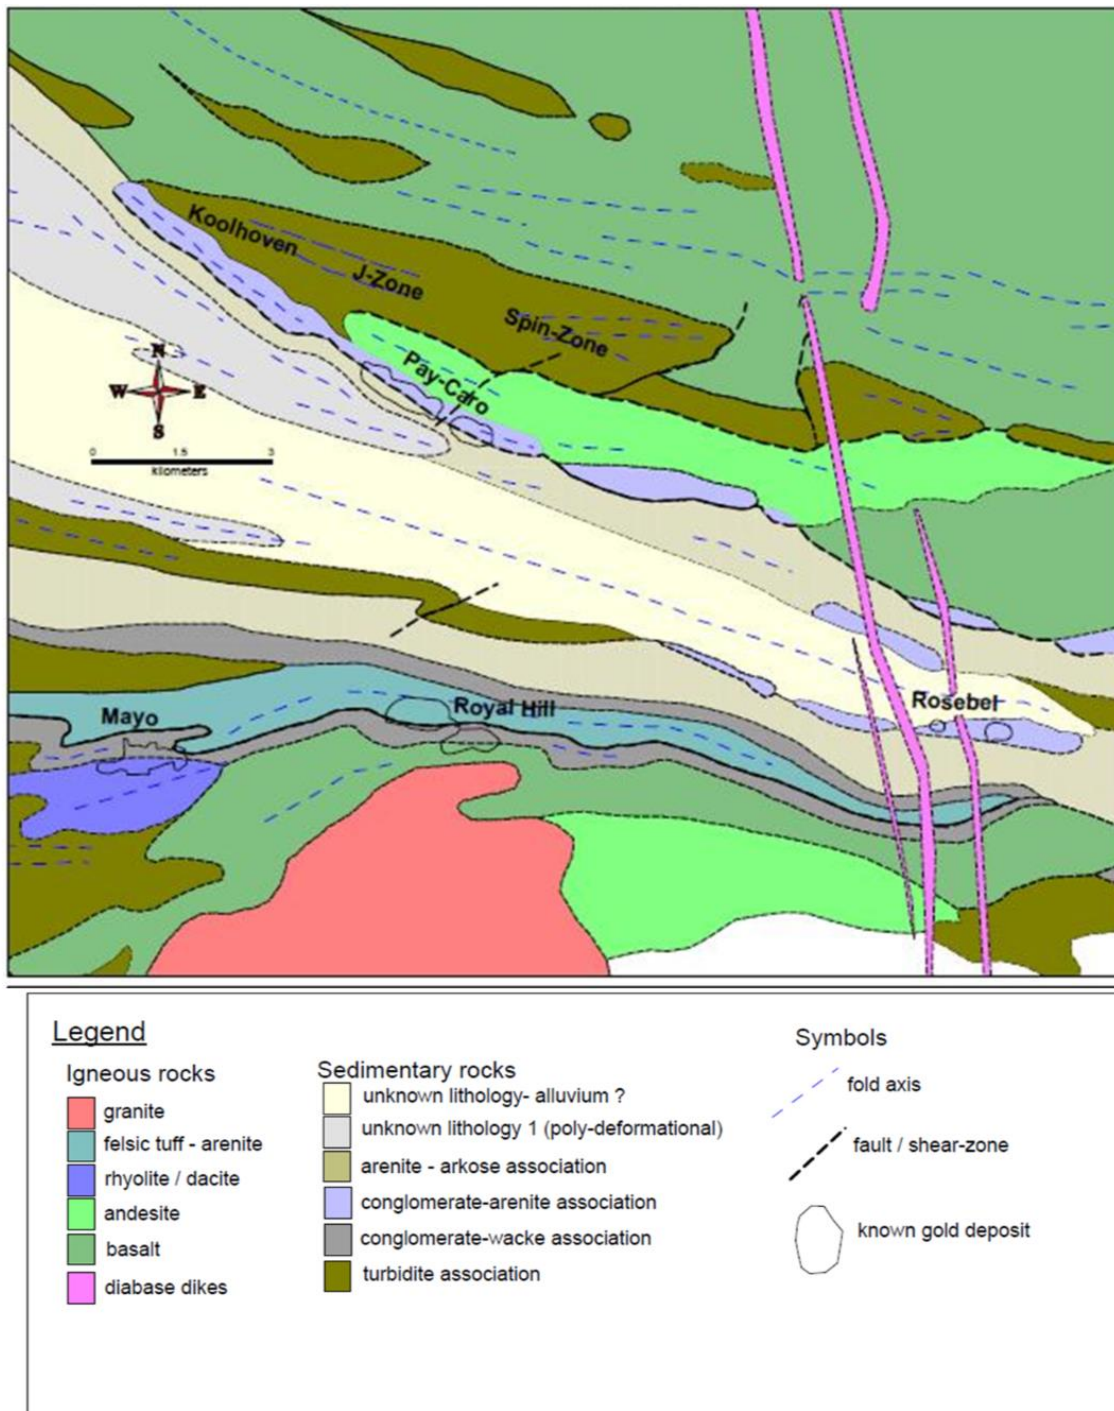 Koolhoven
J-Zone
Spin-Zone
Pay-Caro
N
W E
S
0 1.5 3
kilometers
Rosebel
Royal Hill
Mayo
Legend
Igneous rocks
granite
felsic tuff - arenite
rhyolite / dacite
andesite
basalt
diabase dikes
Sedimentary rocks
unknown lithology- alluvium ?
unknown lithology 1 (poly-deformational)
arenite - arkose association
conglomerate-arenite association
conglomerate-wacke association
turbidite association
Symbols
fold axis
fault / shear-zone
known gold deposit